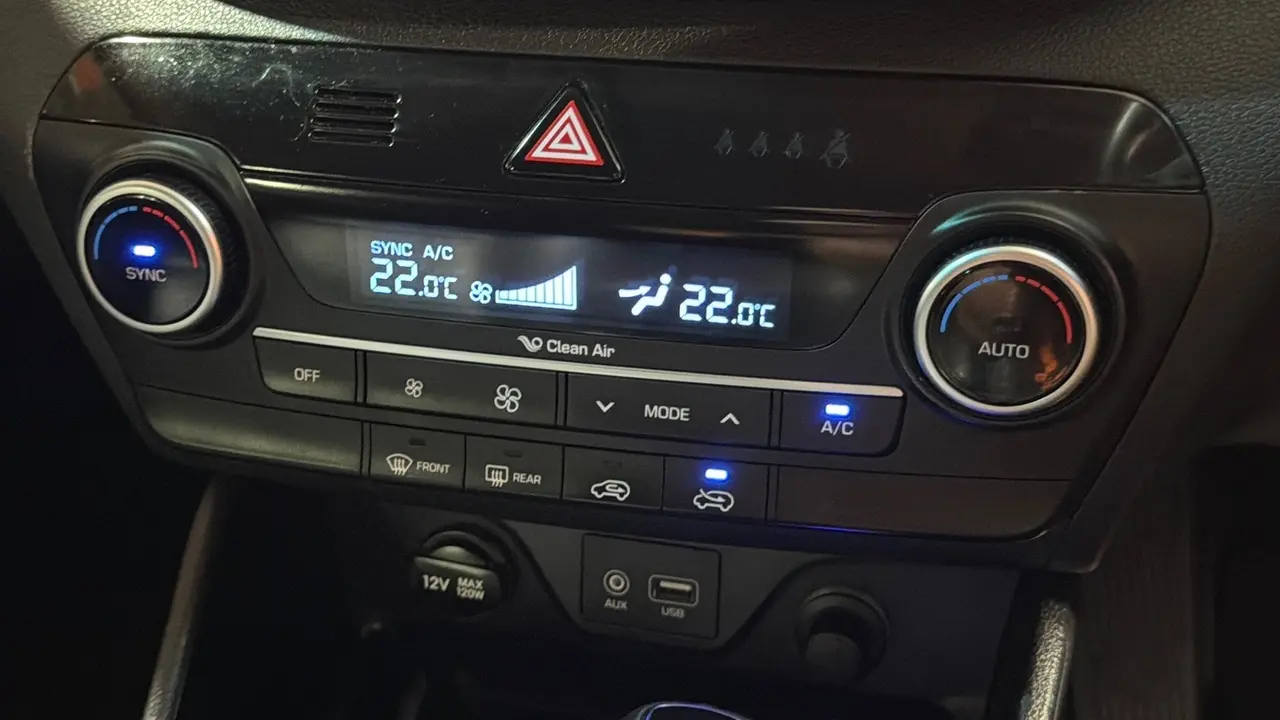 SYNC A/C
22.0°C 22.0°C
SYNC
AUTO
Clean Air
OFF
MODE
A/C
FRONT
REAR
12V MAX 120W
AUX
USB